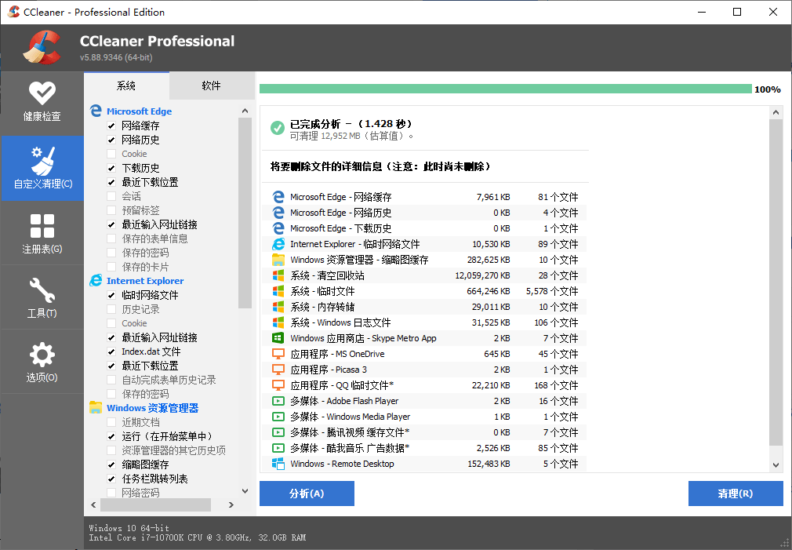 CCleaner - Professional Edition
CCleaner Professional
v5.88.9346 (64-bit)
健康检查
自定义清理(C)
注册表(G)
工具(T)
选项(O)
系统
软件
Microsoft Edge
网络缓存
网络历史
Cookie
下载历史
最近下载位置
会话
预留标签
最近输入网址链接
保存的表单信息
保存的密码
保存的卡片
Internet Explorer
临时网络文件
历史记录
Cookie
最近输入网址链接
Index.dat 文件
最近下载位置
自动完成表单历史记录
保存的密码
Windows 资源管理器
近期文档
运行（在开始菜单中）
资源管理器的其它历史项
缩略图缓存
任务栏跳转列表
网络密码
100%
已完成分析 - （1.428 秒）
可清理 12,952 MB（估算值）。
将要删除文件的详细信息（注意：此时尚未删除）
Microsoft Edge - 网络缓存 7,961 KB 81 个文件
Microsoft Edge - 网络历史 0 KB 4 个文件
Microsoft Edge - 下载历史 0 KB 1 个文件
Internet Explorer - 临时网络文件 10,530 KB 89 个文件
Windows 资源管理器 - 缩略图缓存 282,625 KB 10 个文件
系统 - 清空回收站 12,059,270 KB 28 个文件
系统 - 临时文件 664,246 KB 5,578 个文件
系统 - 内存转储 29,011 KB 10 个文件
系统 - Windows 日志文件 31,525 KB 106 个文件
Windows 应用商店 - Skype Metro App 2 KB 7 个文件
应用程序 - MS OneDrive 645 KB 45 个文件
应用程序 - Picasa 3 2 KB 1 个文件
应用程序 - QQ 临时文件* 22,210 KB 168 个文件
多媒体 - Adobe Flash Player 2 KB 16 个文件
多媒体 - Windows Media Player 1 KB 1 个文件
多媒体 - 腾讯视频 缓存文件* 0 KB 7 个文件
多媒体 - 酷我音乐 广告数据* 2,526 KB 85 个文件
Windows - Remote Desktop 152,483 KB 5 个文件
分析(A)
清理(R)
Windows 10 64-bit
Intel Core i7-10700K CPU @ 3.80GHz, 32.0GB RAM